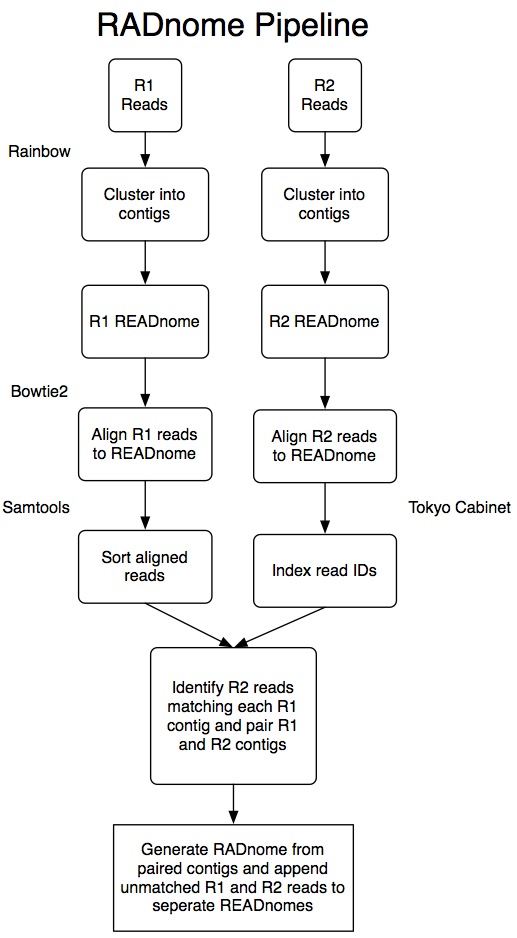 RADnome Pipeline
R1
Reads
R2
Reads
Rainbow
Cluster into
contigs
Cluster into
contigs
R1 READnome
R2 READnome
Bowtie2
Align R1 reads
to READnome
Align R2 reads
to READnome
Samtools
Tokyo Cabinet
Sort aligned
reads
Index read IDs
Identify R2 reads
matching each R1
contig and pair R1
and R2 contigs
Generate RADnome from
paired contigs and append
unmatched R1 and R2 reads to
seperate READnomes